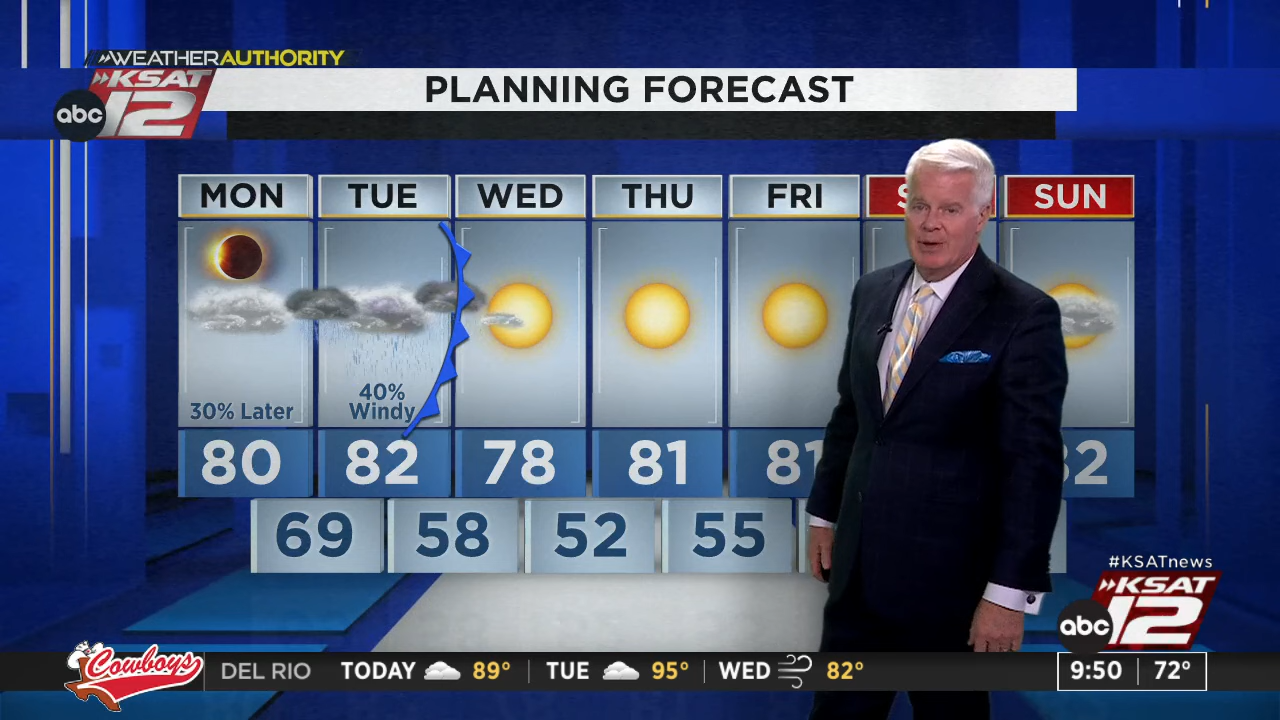 WEATHERAUTHORITY
KSAT
abc 12
PLANNING FORECAST
MON TUE WED THU FRI SUN
30% Later
40%
Windy
80 82 78 81 81
69 58 52 55
#KSATnews
KSAT
abc 12
Cowboys DEL RIO TODAY 89° TUE 95° WED 82° 9:50 72°